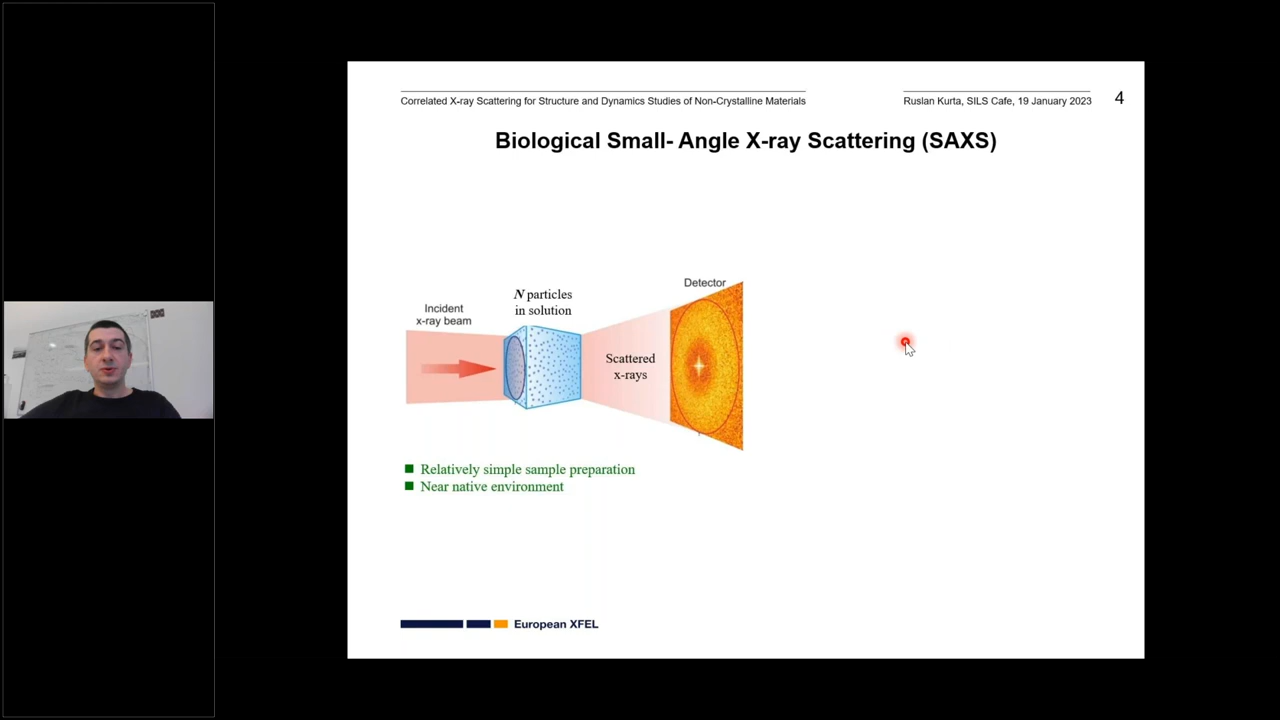 Correlated X-ray Scattering for Structure and Dynamics Studies of Non-Crystalline Materials
Ruslan Kurta, SILS Cafe, 19 January 2023
4
Biological Small- Angle X-ray Scattering (SAXS)
Incident
x-ray beam
N particles
in solution
Scattered
x-rays
Detector
Relatively simple sample preparation
Near native environment
European XFEL